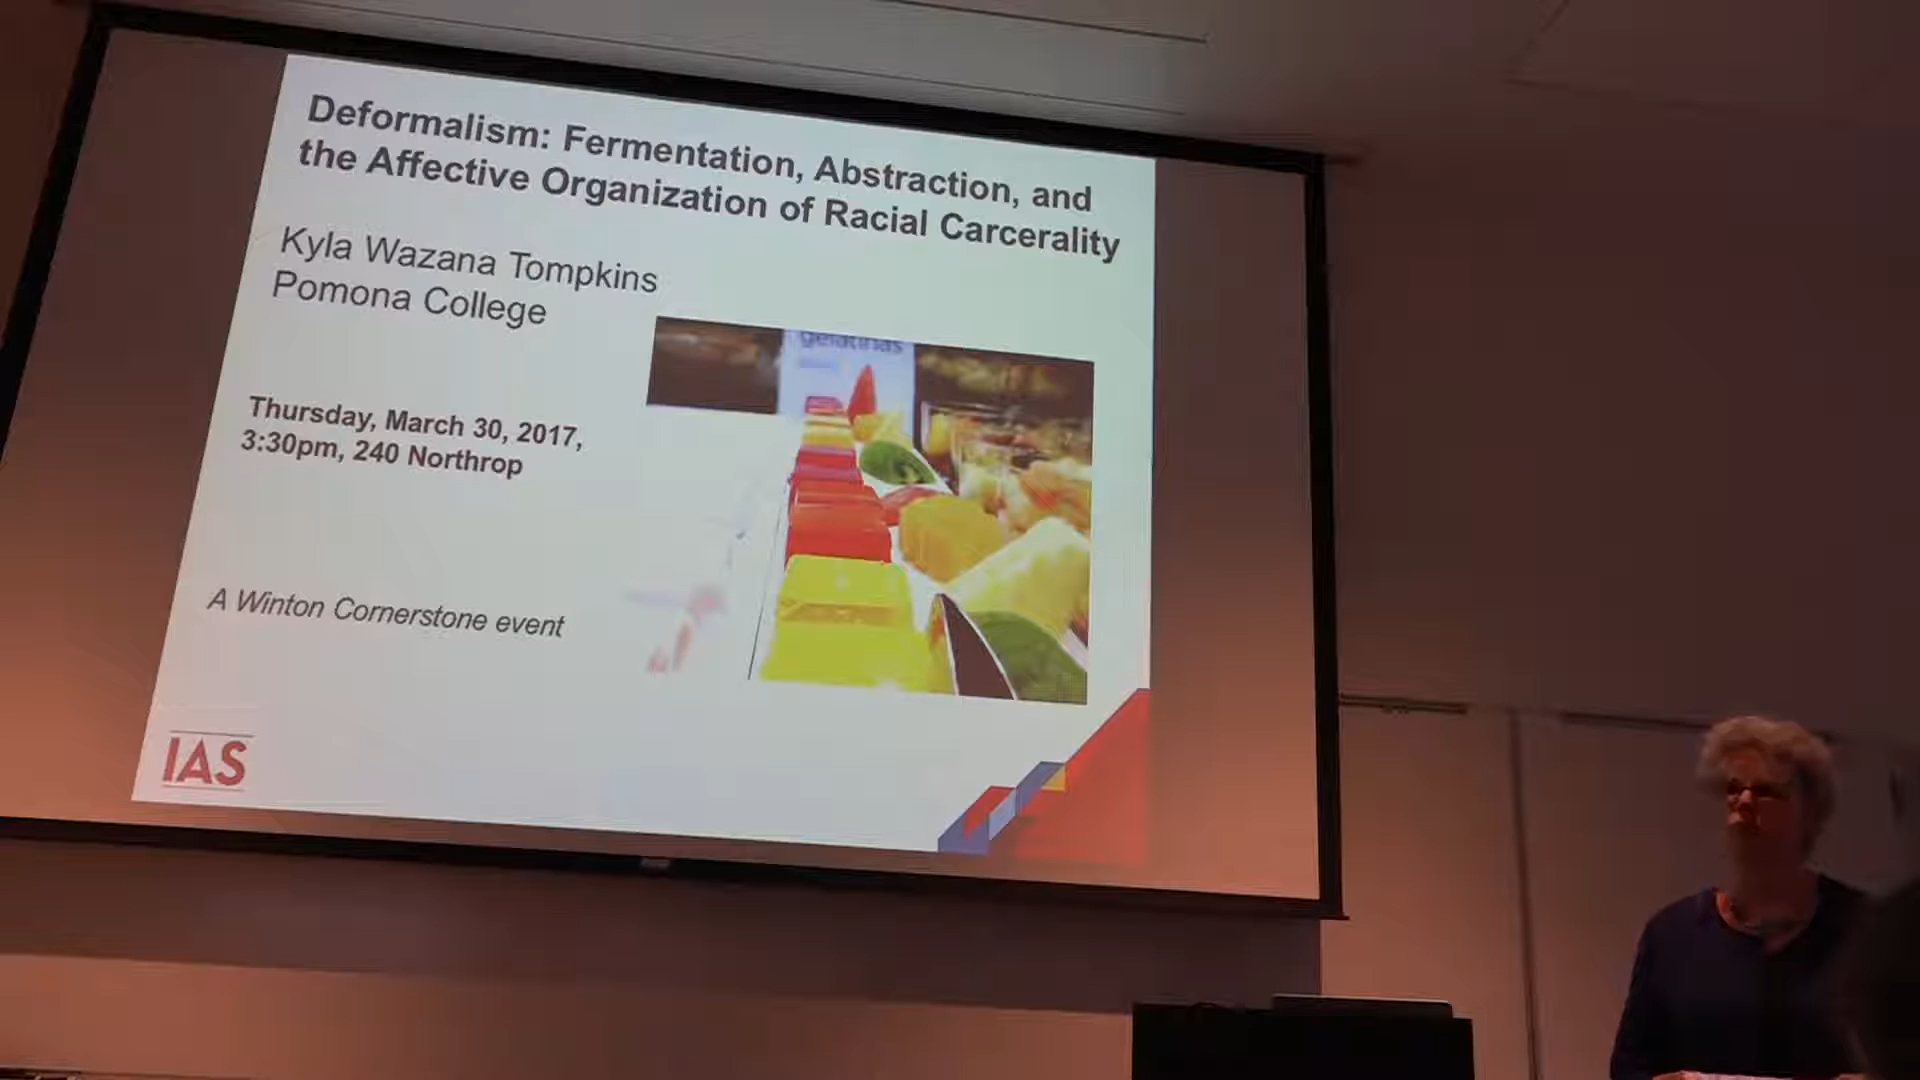 Deformalism: Fermentation, Abstraction, and
the Affective Organization of Racial Carcerality
Kyla Wazana Tompkins
Pomona College
gelatinas
Thursday, March 30, 2017,
3:30pm, 240 Northrop
A Winton Cornerstone event
IAS